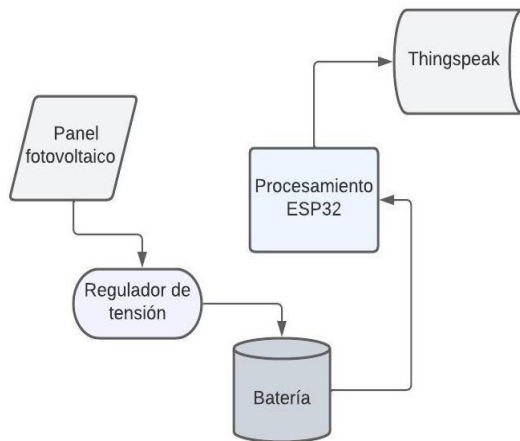 Thingspeak
Panel
fotovoltaico
Procesamiento
ESP32
Regulador de
tensión
Batería